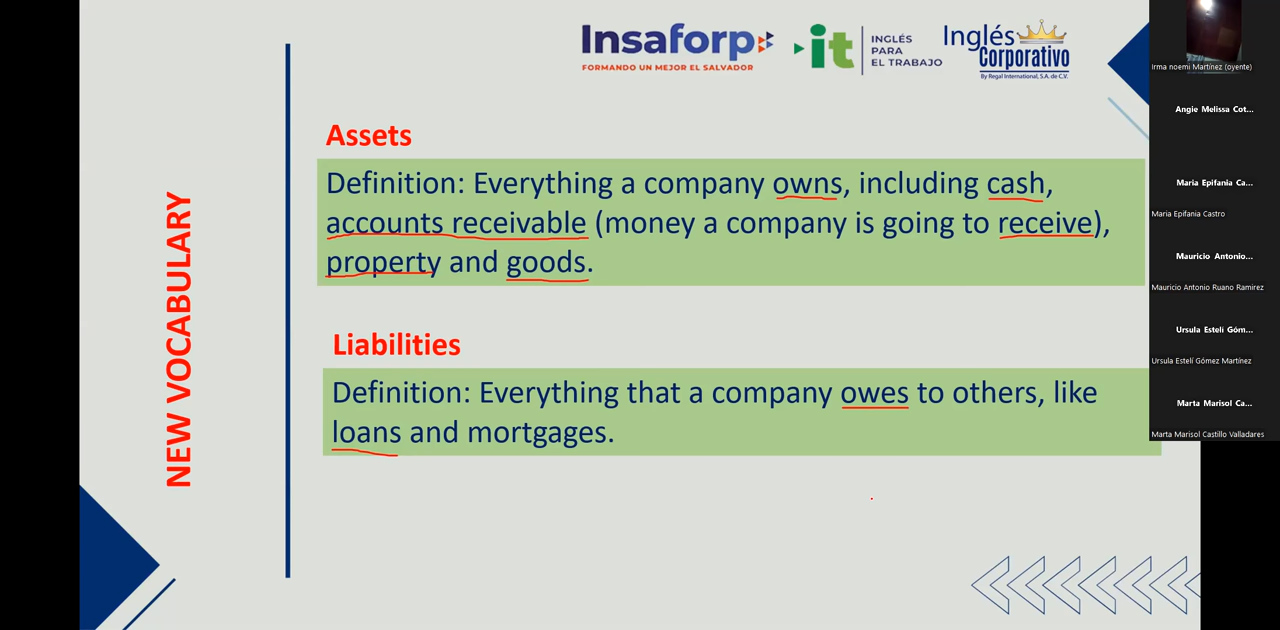 Insaforp
FORMANDO UN MEJOR EL SALVADOR
it
INGLÉS
PARA
EL TRABAJO
Inglés
Corporativo
By Regal International, S.A. de C.V.
NEW VOCABULARY
Assets
Definition: Everything a company owns, including cash,
accounts receivable (money a company is going to receive),
property and goods.
Liabilities
Definition: Everything that a company owes to others, like
loans and mortgages.
Irma noemi Martinez (oyente)
Angie Melissa Cot...
Maria Epifania Ca...
Maria Epifania Castro
Mauricio Antonio...
Mauricio Antonio Ruano Ramirez
Ursula Estelí Góm...
Ursula Estelí Gómez Martínez
Marta Marisol Ca...
Marta Marisol Castillo Valladares